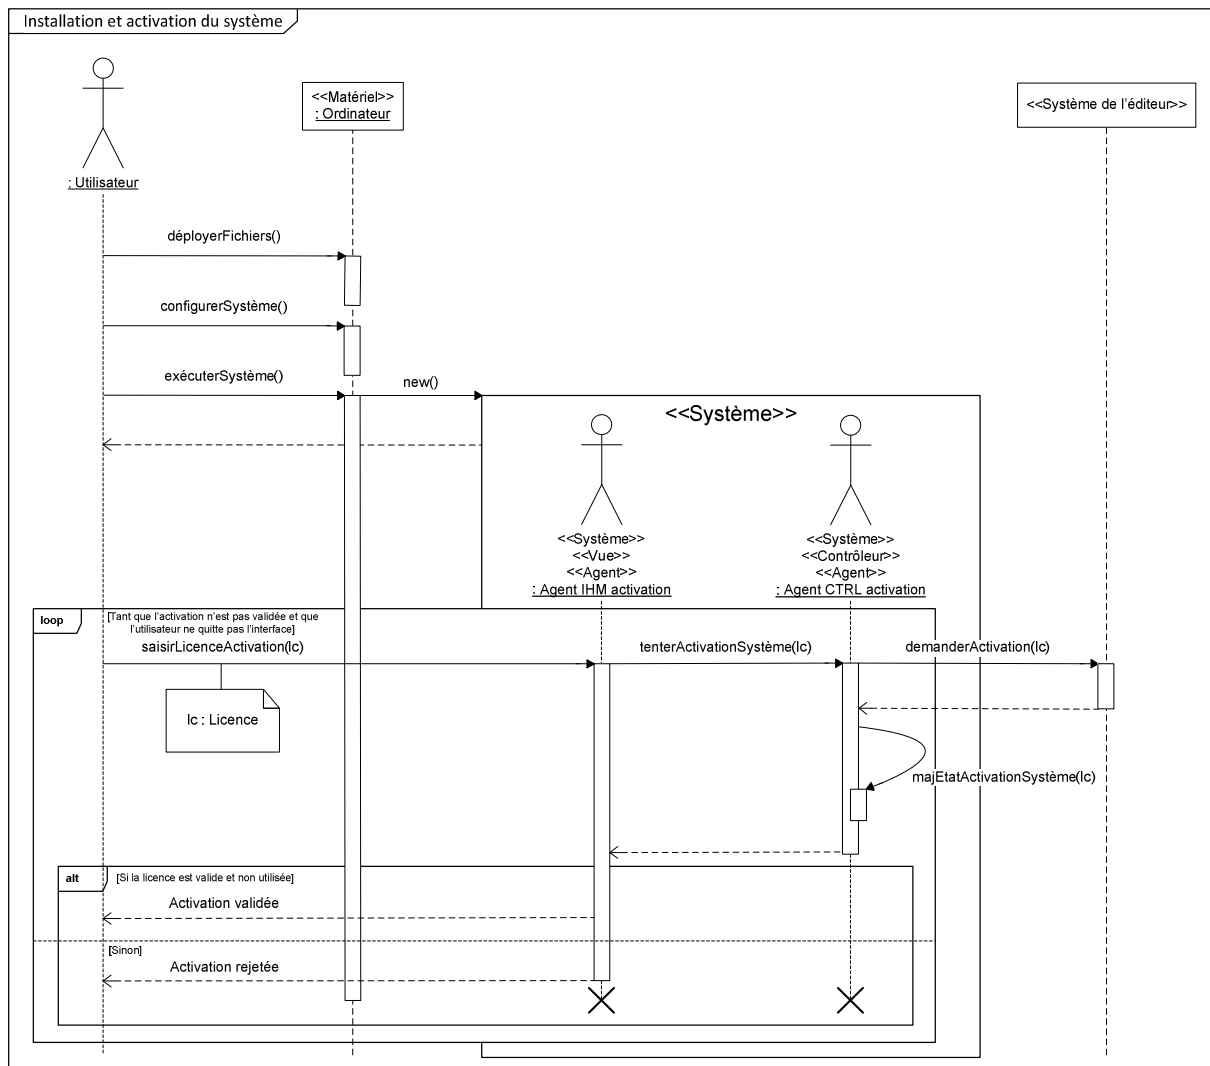 Installation et activation du système
<<Matériel>>
: Ordinateur
<<Système de l'éditeur>>
: Utilisateur
déployerFichiers()
configurerSystème()
exécuterSystème()
new()
<<Système>>
<<Système>>
<<Vue>>
<<Agent>>
: Agent IHM activation
<<Système>>
<<Contrôleur>>
<<Agent>>
: Agent CTRL activation
loop
[Tant que l'activation n'est pas validée et que
l'utilisateur ne quitte pas l'interface]
saisirLicenceActivation(lc)
tenterActivationSystème(lc)
demanderActivation(lc)
lc : Licence
majEtatActivationSystème(lc)
alt
[Si la licence est valide et non utilisée]
Activation validée
[Sinon]
Activation rejetée